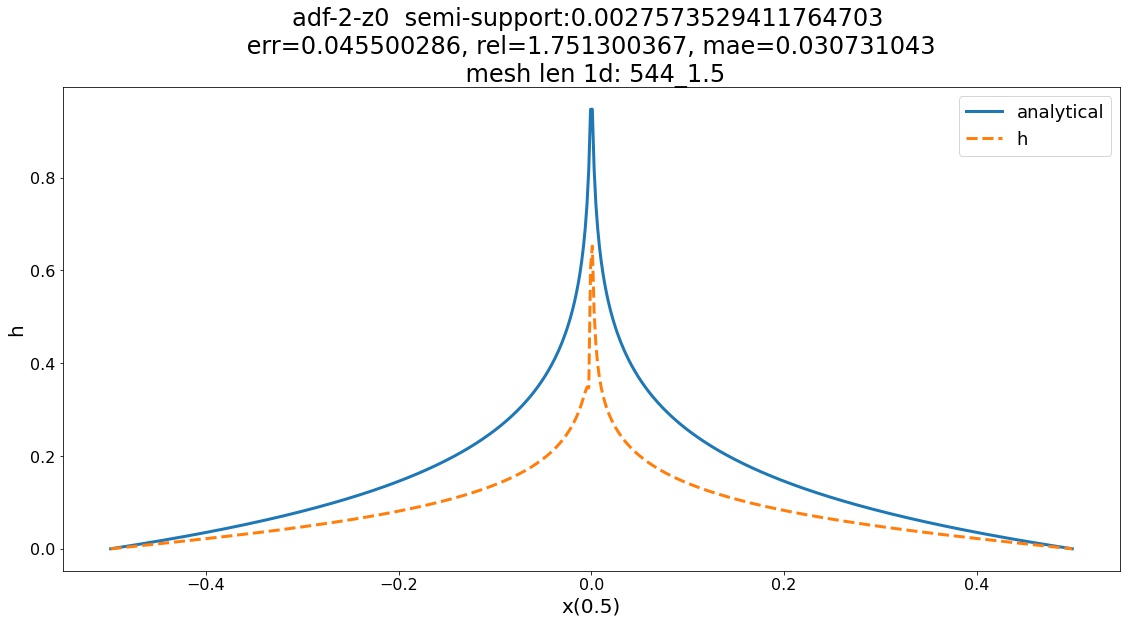 adf-2-z0 semi-support:0.0027573529411764703
err=0.045500286, rel=1.751300367, mae=0.030731043
mesh len 1d: 544_1.5
analytical
h
0.8
0.6
0.4
0.2
0.0
h
−0.4
−0.2
0.0
0.2
0.4
x(0.5)